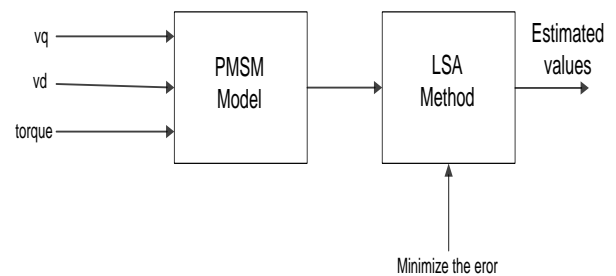 vq
vd
torque
PMSM
Model
LSA
Method
Estimated
values
Minimize the eror